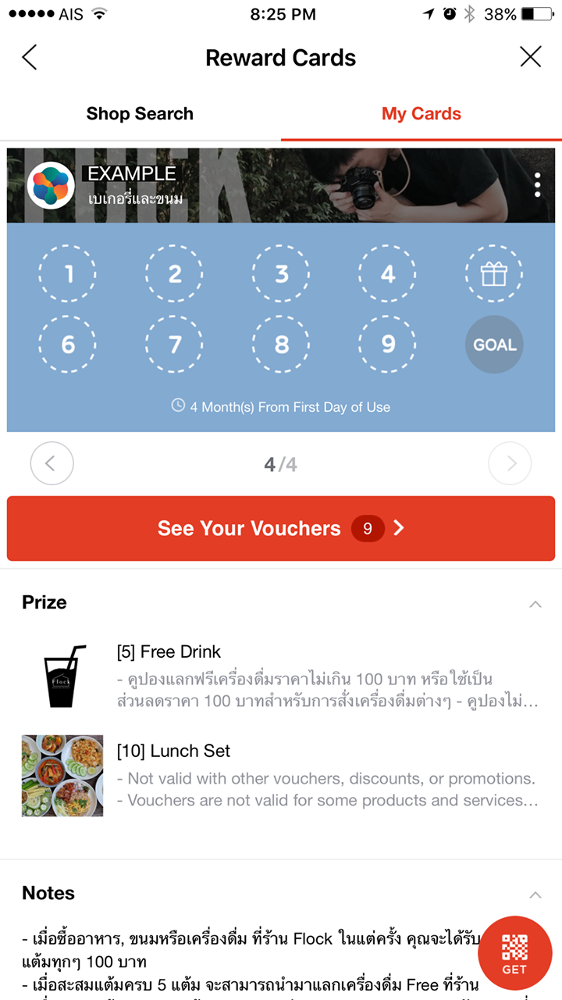 AIS 8:25 PM 38%
Reward Cards
Shop Search My Cards
EXAMPLE
เบเกอรี่และขนม
1 2 3 4
6 7 8 9 GOAL
4 Month(s) From First Day of Use
4/4
See Your Vouchers 9
Prize
[5] Free Drink
- คูปองแลกฟรีเครื่องดื่มราคาไม่เกิน 100 บาท หรือใช้เป็น
ส่วนลดราคา 100 บาทสำหรับการสั่งเครื่องดื่มต่างๆ - คูปองไม่...
Flock
[10] Lunch Set
- Not valid with other vouchers, discounts, or promotions.
- Vouchers are not valid for some products and services...
Notes
- เมื่อซื้ออาหาร, ขนมหรือเครื่องดื่ม ที่ร้าน Flock ในแต่ครั้ง คุณจะได้รับ
แต้มทุกๆ 100 บาท
- เมื่อสะสมแต้มครบ 5 แต้ม จะสามารถนำมาแลกเครื่องดื่ม Free ที่ร้าน
GET